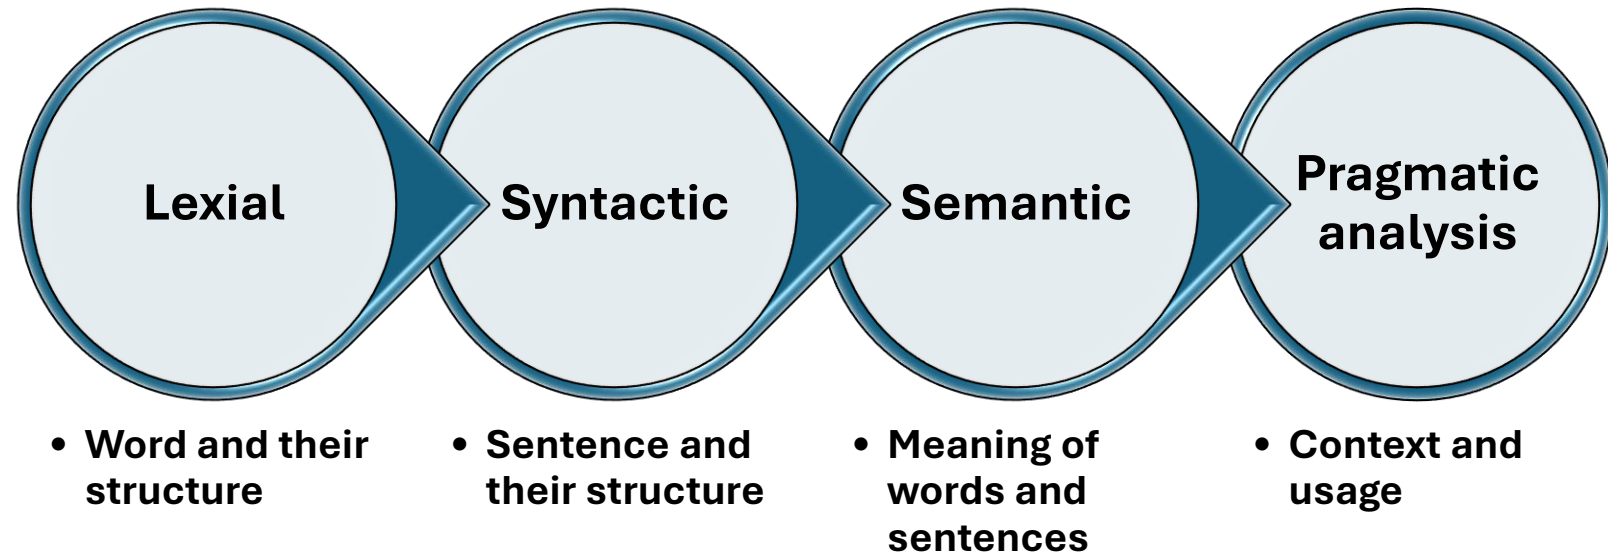 Lexial
Syntactic
Semantic
Pragmatic
analysis
• Word and their
structure
• Sentence and
their structure
• Meaning of
words and
sentences
• Context and
usage